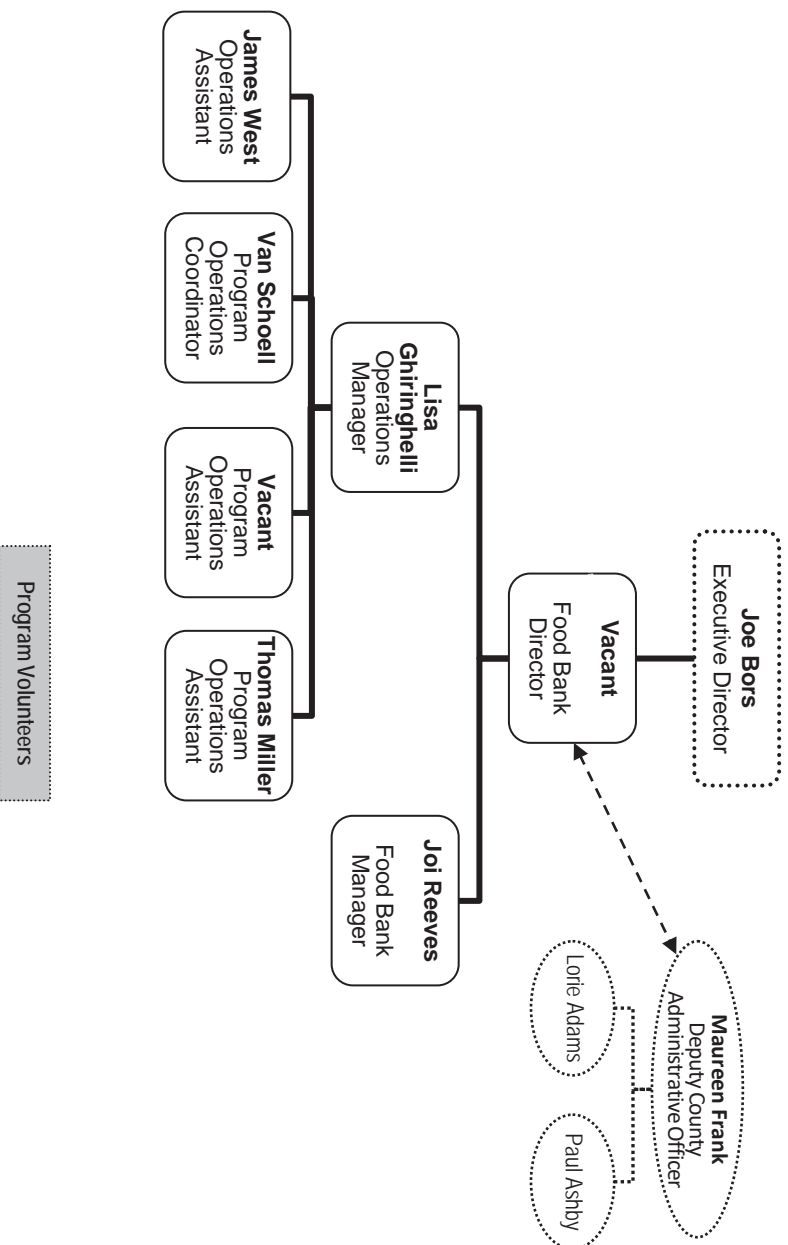 Joe Bors
Executive Director
Vacant
Food Bank
Director
Maureen Frank
Deputy County
Administrative Officer
Lorie Adams
Paul Ashby
Lisa
Ghiringhelli
Operations
Manager
Joi Reeves
Food Bank
Manager
James West
Operations
Assistant
Van Schoell
Program
Operations
Coordinator
Vacant
Program
Operations
Assistant
Thomas Miller
Program
Operations
Assistant
Program Volunteers